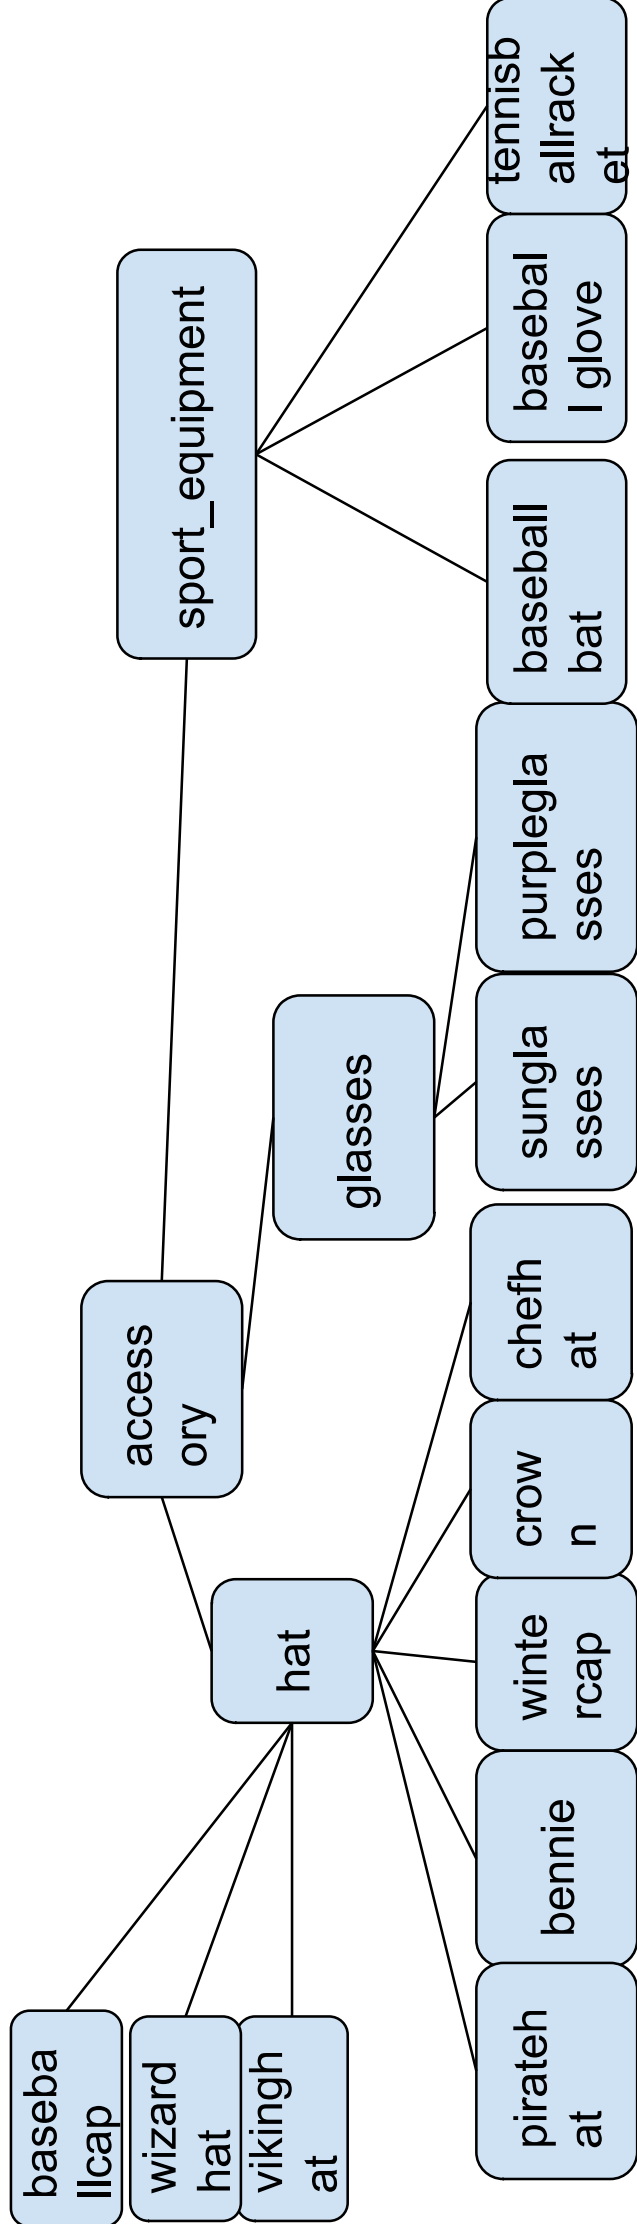 baseba
llcap
wizard
hat
vikingh
at
access
ory
sport_equipment
hat
glasses
pirateh
at
bennie
winte
rcap
crow
n
chefh
at
sungla
sses
purplegla
sses
baseball
bat
basebal
l glove
tennisb
allrack
et